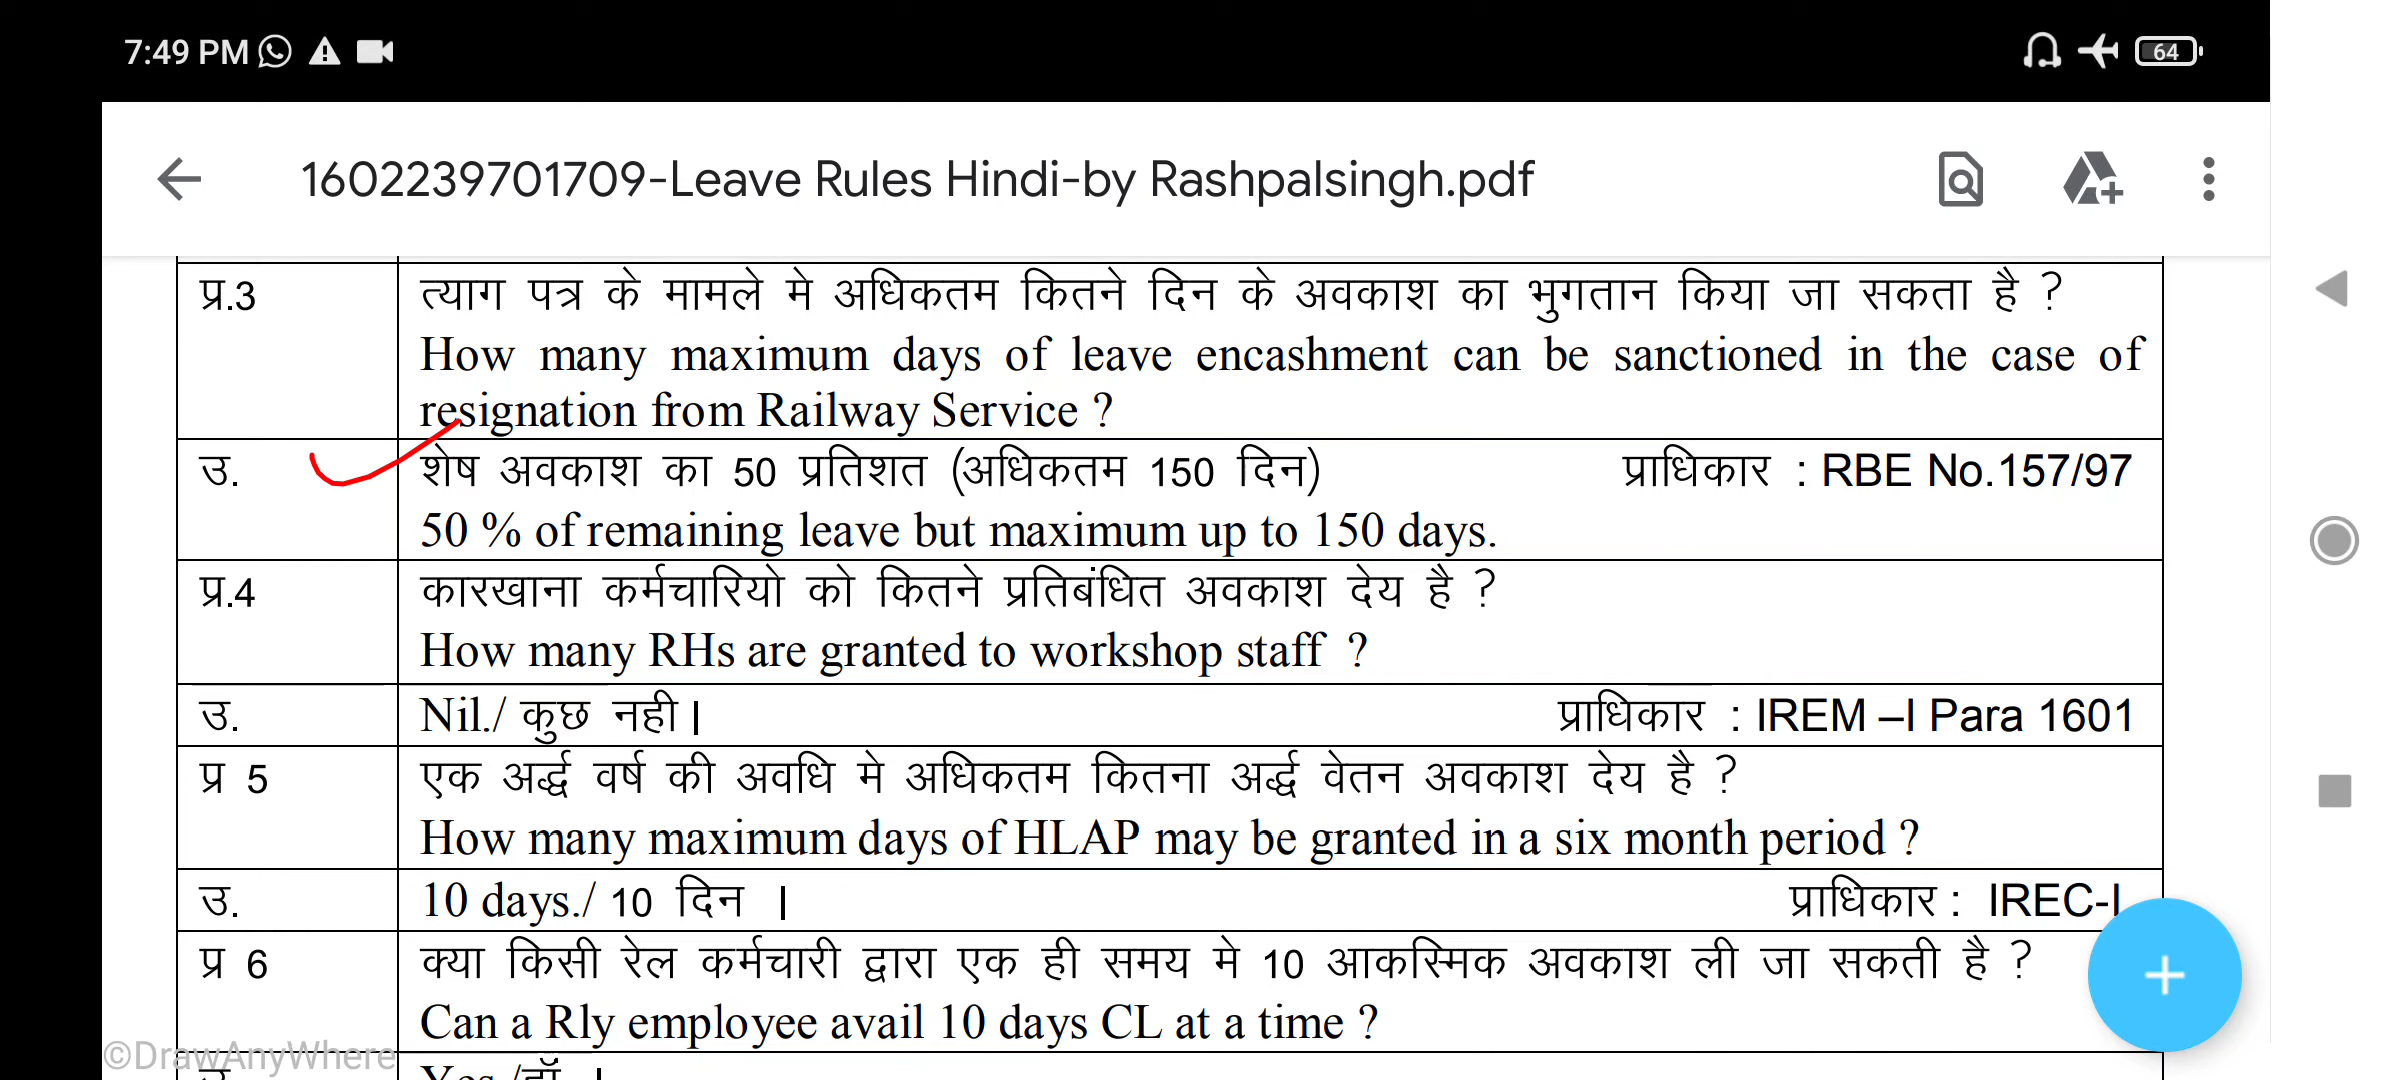 7:49 PM
64
1602239701709-Leave Rules Hindi-by Rashpalsingh.pdf
प्र.3
त्याग पत्र के मामले मे अधिकतम कितने दिन के अवकाश का भुगतान किया जा सकता है ?
How many maximum days of leave encashment can be sanctioned in the case of
resignation from Railway Service ?
उ.
शेष अवकाश का 50 प्रतिशत (अधिकतम 150 दिन) प्राधिकार : RBE No.157/97
50 % of remaining leave but maximum up to 150 days.
प्र.4
कारखाना कर्मचारियो को कितने प्रतिबंधित अवकाश देय है ?
How many RHs are granted to workshop staff ?
उ.
Nil./ कुछ नही। प्राधिकार : IREM –I Para 1601
प्र 5
एक अर्द्ध वर्ष की अवधि मे अधिकतम कितना अर्द्ध वेतन अवकाश देय है ?
How many maximum days of HLAP may be granted in a six month period ?
उ.
10 days./ 10 दिन । प्राधिकार : IREC-I
प्र 6
क्या किसी रेल कर्मचारी द्वारा एक ही समय मे 10 आकस्मिक अवकाश ली जा सकती है ?
Can a Rly employee avail 10 days CL at a time ?
©DrawAnyWhere
उ
Yes /हॉ ।